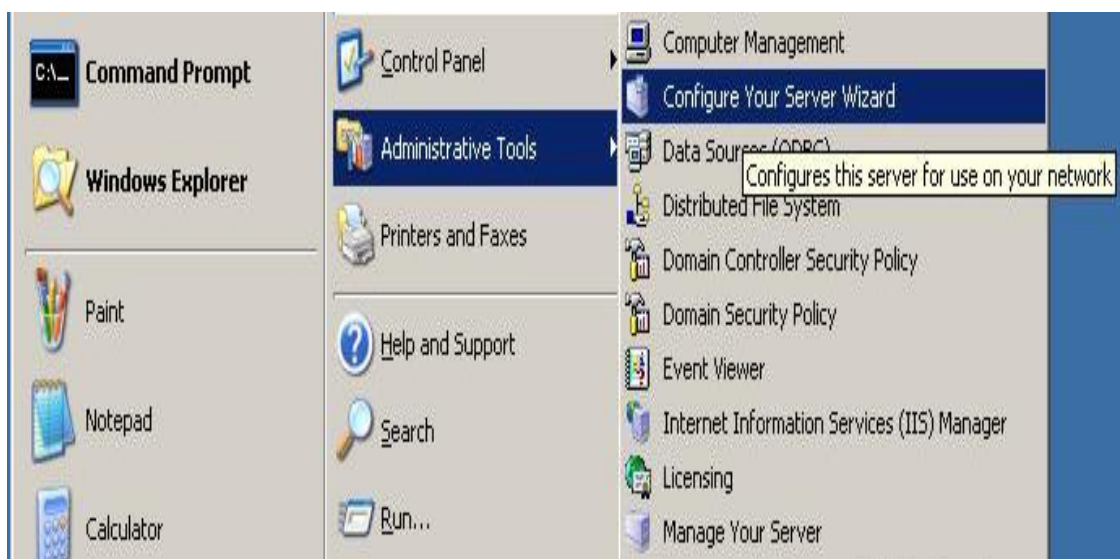 C:\_
Command Prompt
Windows Explorer
Paint
Notepad
Calculator
Control Panel
Administrative Tools
Printers and Faxes
Help and Support
Search
Run...
Computer Management
Configure Your Server Wizard
Data Sources (ODBC)
Configures this server for use on your network
Distributed File System
Domain Controller Security Policy
Domain Security Policy
Event Viewer
Internet Information Services (IIS) Manager
Licensing
Manage Your Server